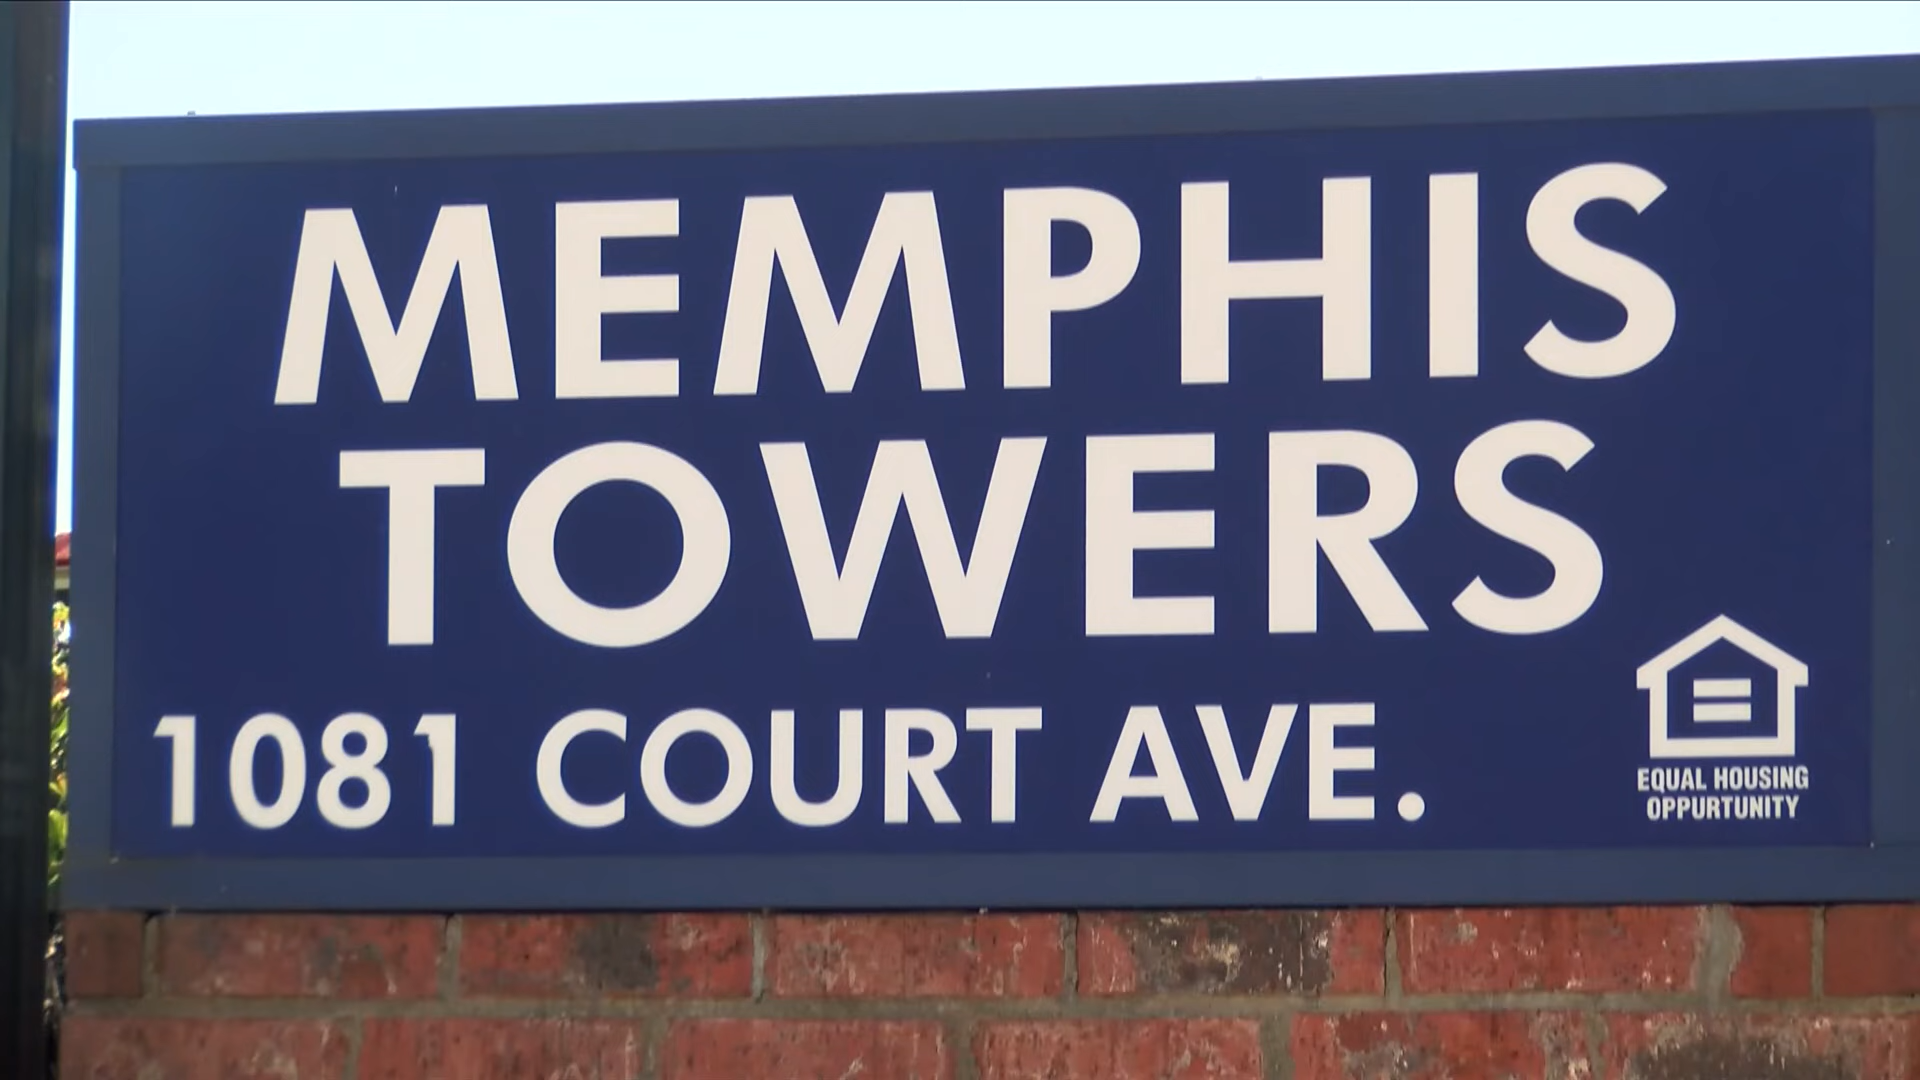 MEMPHIS
TOWERS
1081 COURT AVE.
EQUAL HOUSING
OPPURTUNITY